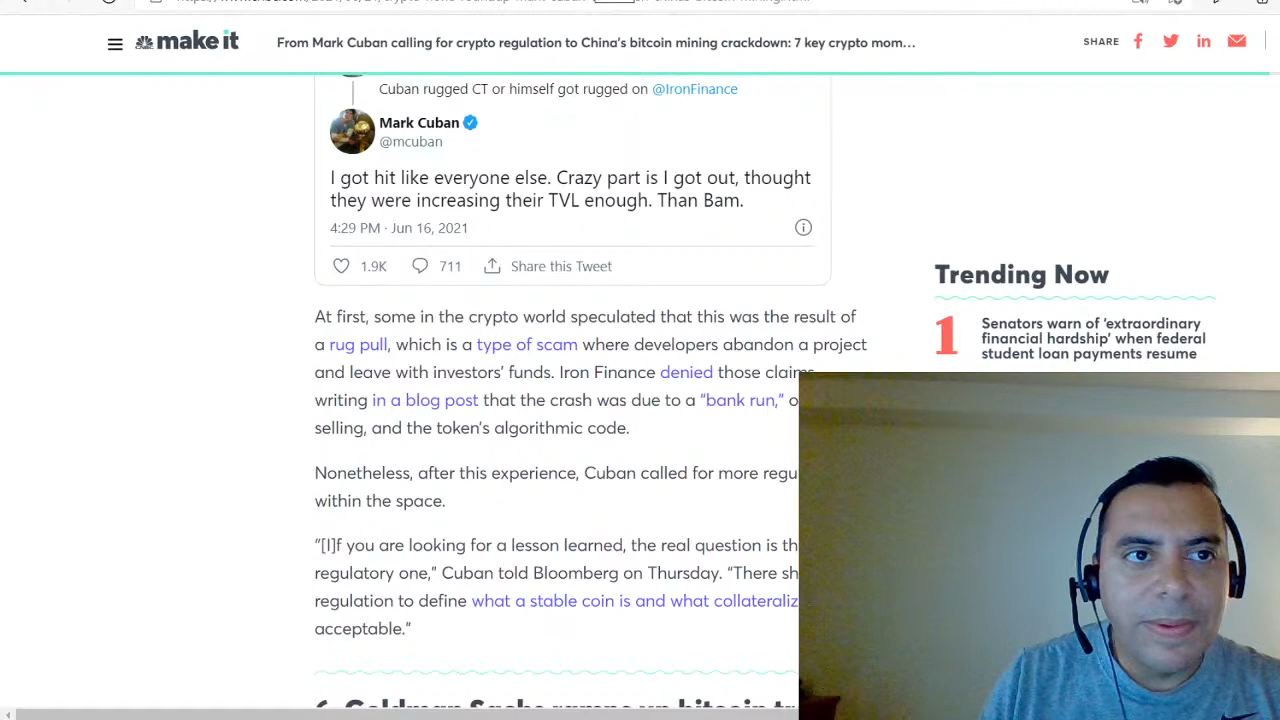 make it
From Mark Cuban calling for crypto regulation to China's bitcoin mining crackdown: 7 key crypto mom...
SHARE
Cuban rugged CT or himself got rugged on @IronFinance
Mark Cuban
@mcuban
I got hit like everyone else. Crazy part is I got out, thought
they were increasing their TVL enough. Than Bam.
4:29 PM · Jun 16, 2021
1.9K
711
Share this Tweet
At first, some in the crypto world speculated that this was the result of
a rug pull, which is a type of scam where developers abandon a project
and leave with investors' funds. Iron Finance denied those claims,
writing in a blog post that the crash was due to a "bank run," o
selling, and the token's algorithmic code.
Nonetheless, after this experience, Cuban called for more regu
within the space.
"[I]f you are looking for a lesson learned, the real question is th
regulatory one," Cuban told Bloomberg on Thursday. "There sh
regulation to define what a stable coin is and what collateraliz
acceptable."
6. Goldman Sachs ramps up bitcoin tr
Trending Now
1
Senators warn of 'extraordinary
financial hardship' when federal
student loan payments resume